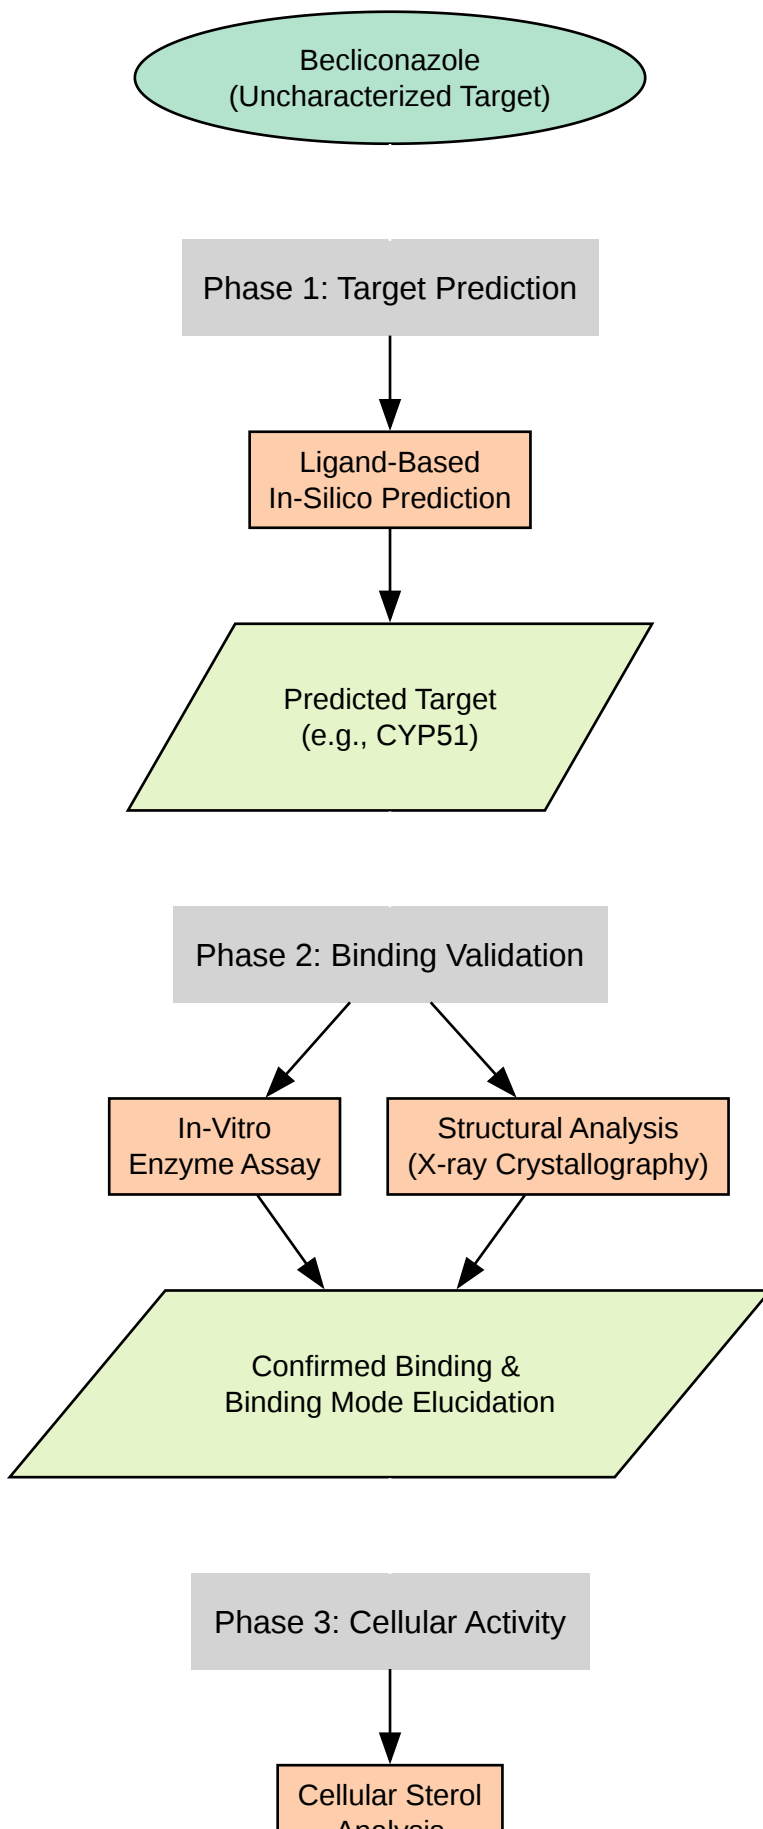 Becliconazole
(Uncharacterized Target)
Phase 1: Target Prediction
Ligand-Based
In-Silico Prediction
Predicted Target
(e.g., CYP51)
Phase 2: Binding Validation
In-Vitro
Enzyme Assay
Structural Analysis
(X-ray Crystallography)
Confirmed Binding &
Binding Mode Elucidation
Phase 3: Cellular Activity
Cellular Sterol
Analysis